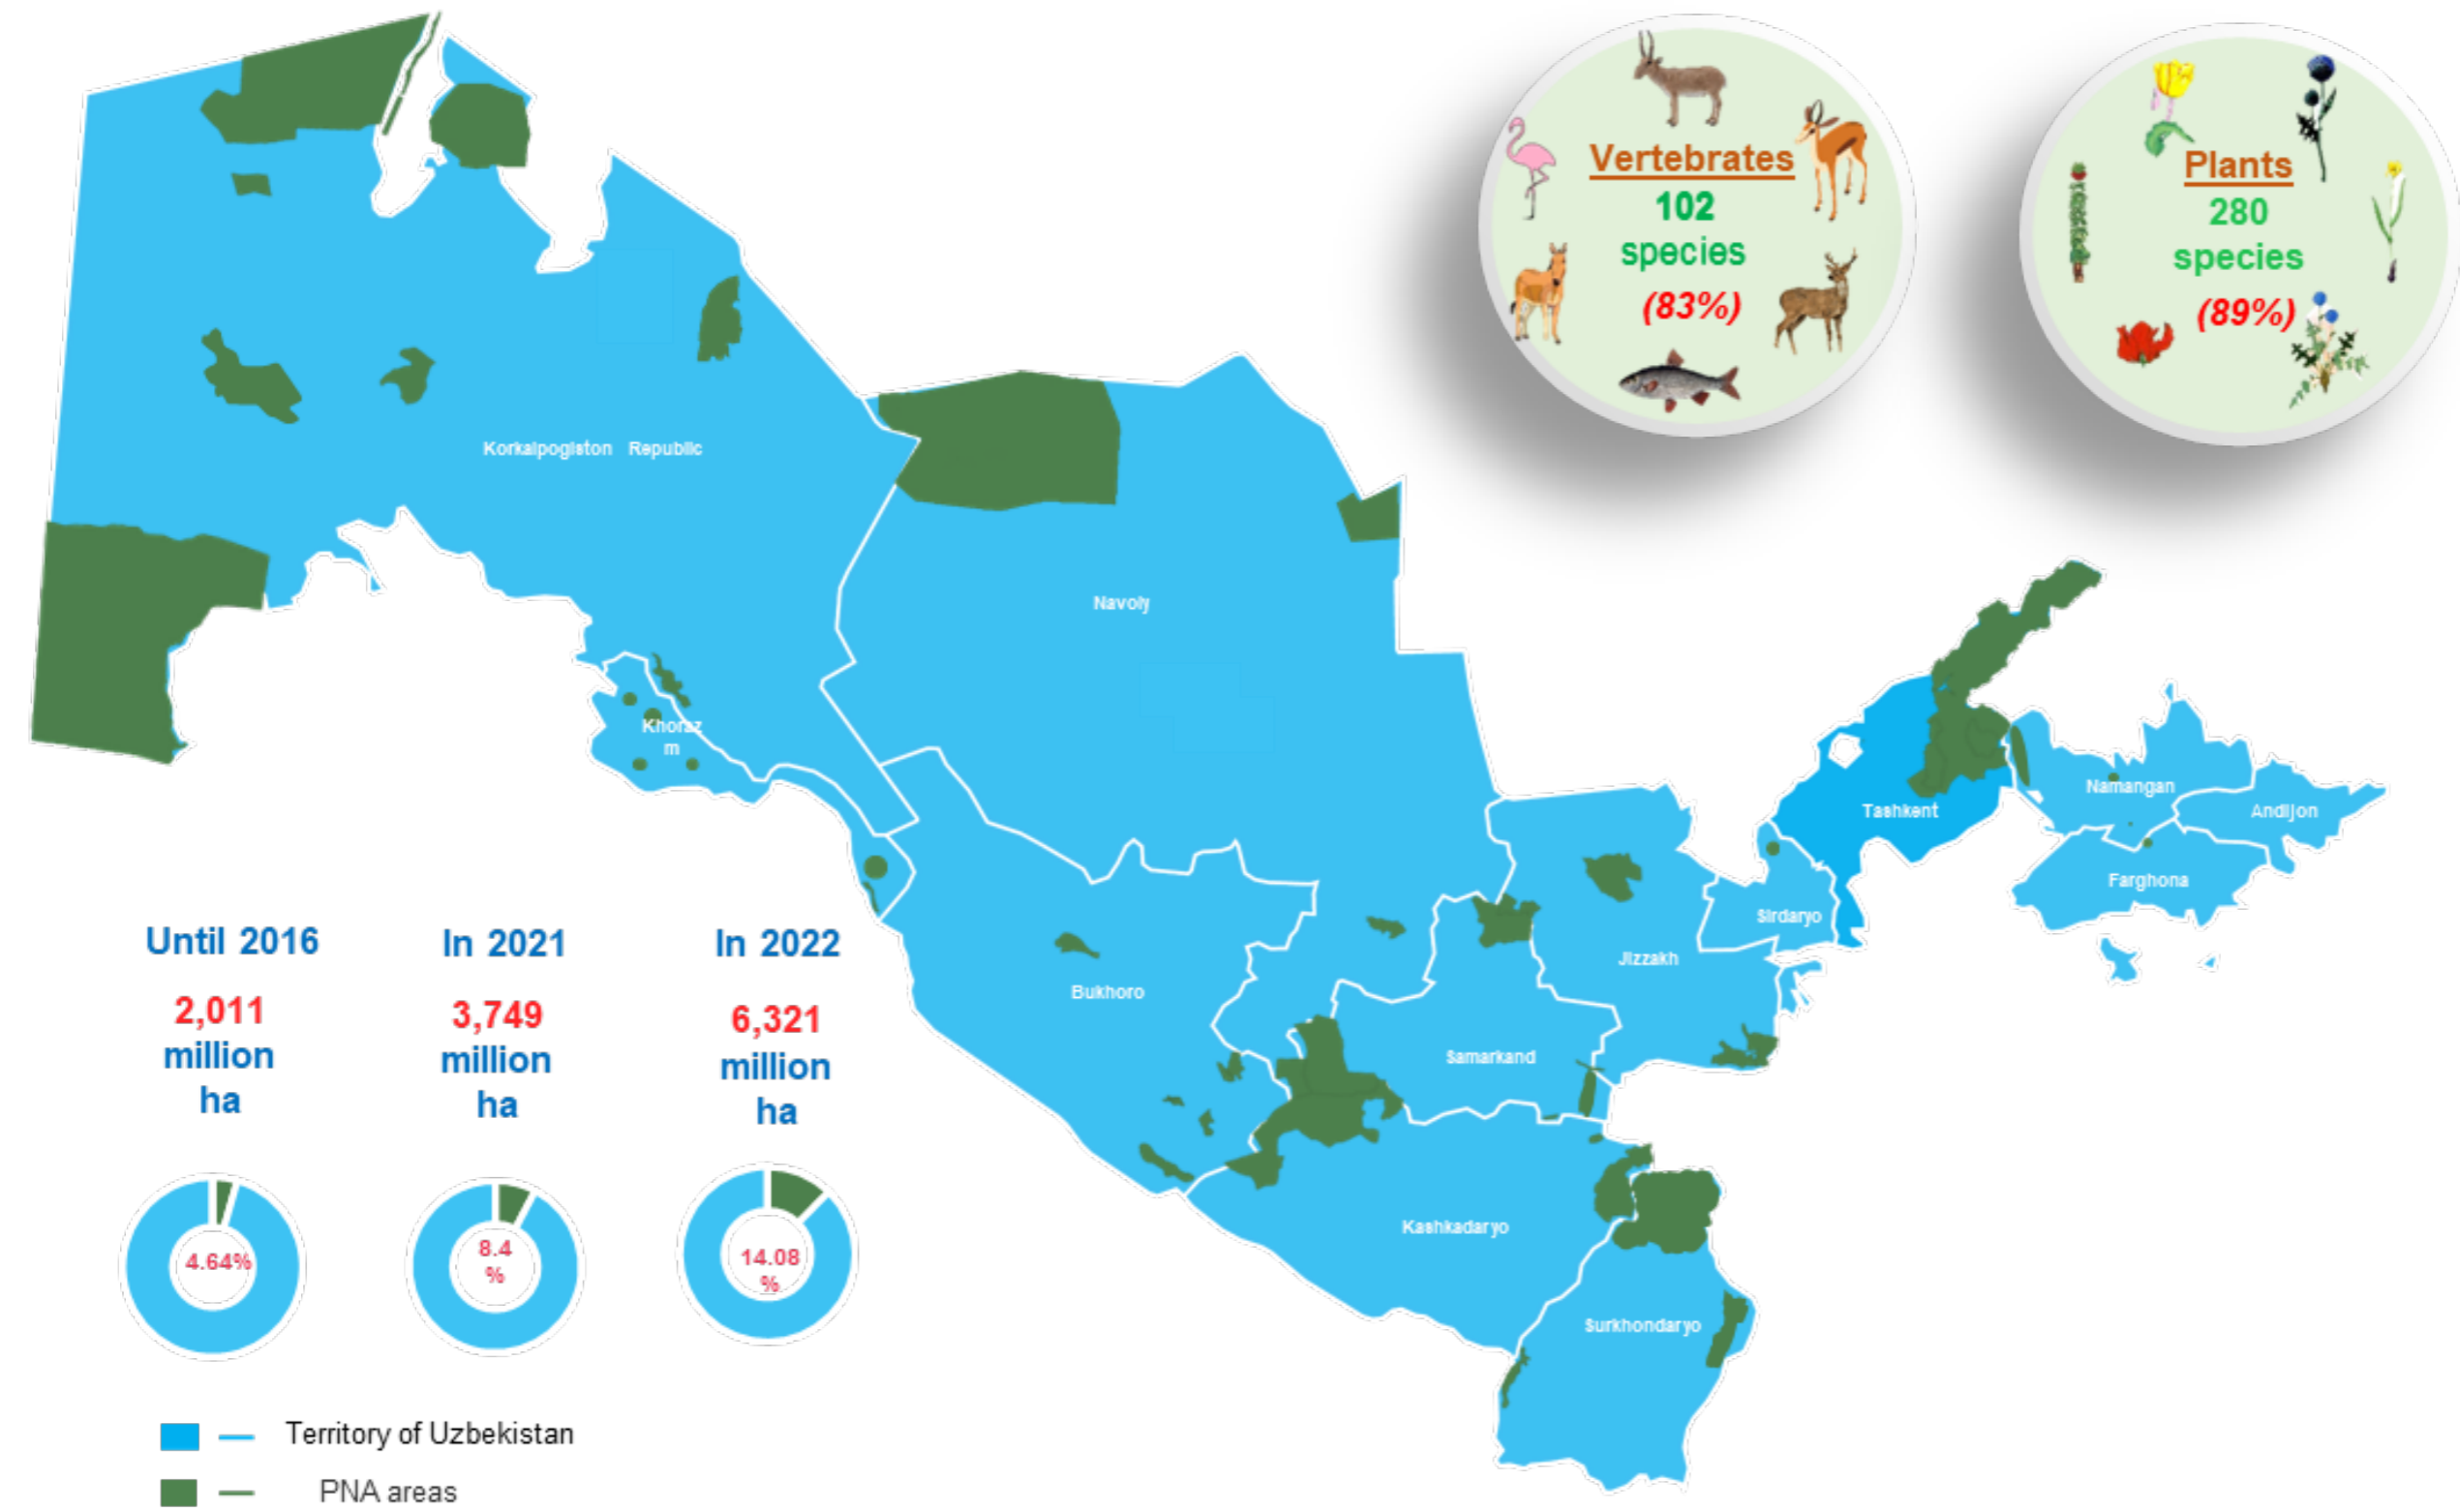 Vertebrates
102
species
(83%)
Plants
280
species
(89%)
Korkalpogiston Republic
Navoiy
Khoraz
m
Tashkent
Namangan
Andijon
Farghona
Sirdaryo
Jizzakh
Bukhoro
Samarkand
Kashkadaryo
Surkhondaryo
Until 2016
2,011
million
ha
4.64%
In 2021
3,749
million
ha
8.4
%
In 2022
6,321
million
ha
14.08
%
Territory of Uzbekistan
PNA areas